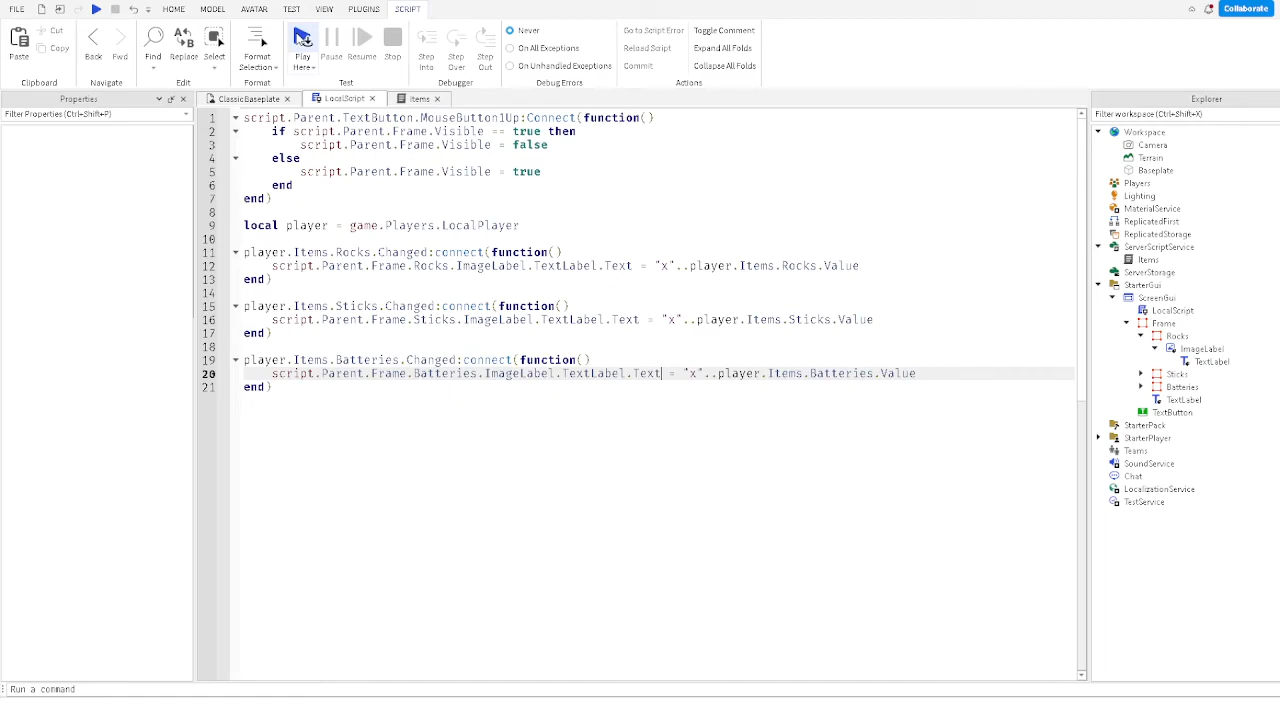 FILE HOME MODEL AVATAR TEST VIEW PLUGINS SCRIPT Collaborate
Paste Cut Copy
Clipboard
Back Fwd
Navigate
Find Replace Select
Edit
Format Selection
Format
Play Here Pause Resume Stop
Test
Step Into Step Over Step Out
Debugger
Never
On All Exceptions
On Unhandled Exceptions
Debug Errors
Go to Script Error Toggle Comment
Reload Script Expand All Folds
Commit Collapse All Folds
Actions
Properties
Filter Properties (Ctrl+Shift+P)
ClassicBaseplate LocalScript Items
1 script.Parent.TextButton.MouseButton1Up:Connect(function()
2 if script.Parent.Frame.Visible == true then
3 script.Parent.Frame.Visible = false
4 else
5 script.Parent.Frame.Visible = true
6 end
7 end)
8
9 local player = game.Players.LocalPlayer
10
11 player.Items.Rocks.Changed:connect(function()
12 script.Parent.Frame.Rocks.ImageLabel.TextLabel.Text = "x"..player.Items.Rocks.Value
13 end)
14
15 player.Items.Sticks.Changed:connect(function()
16 script.Parent.Frame.Sticks.ImageLabel.TextLabel.Text = "x"..player.Items.Sticks.Value
17 end)
18
19 player.Items.Batteries.Changed:connect(function()
20 script.Parent.Frame.Batteries.ImageLabel.TextLabel.Text = "x"..player.Items.Batteries.Value
21 end)
Explorer
Filter workspace (Ctrl+Shift+X)
Workspace
Camera
Terrain
Baseplate
Players
Lighting
MaterialService
ReplicatedFirst
ReplicatedStorage
ServerScriptService
Items
ServerStorage
StarterGui
ScreenGui
LocalScript
Frame
Rocks
ImageLabel
TextLabel
Sticks
Batteries
TextLabel
TextButton
StarterPack
StarterPlayer
Teams
SoundService
Chat
LocalizationService
TestService
Run a command